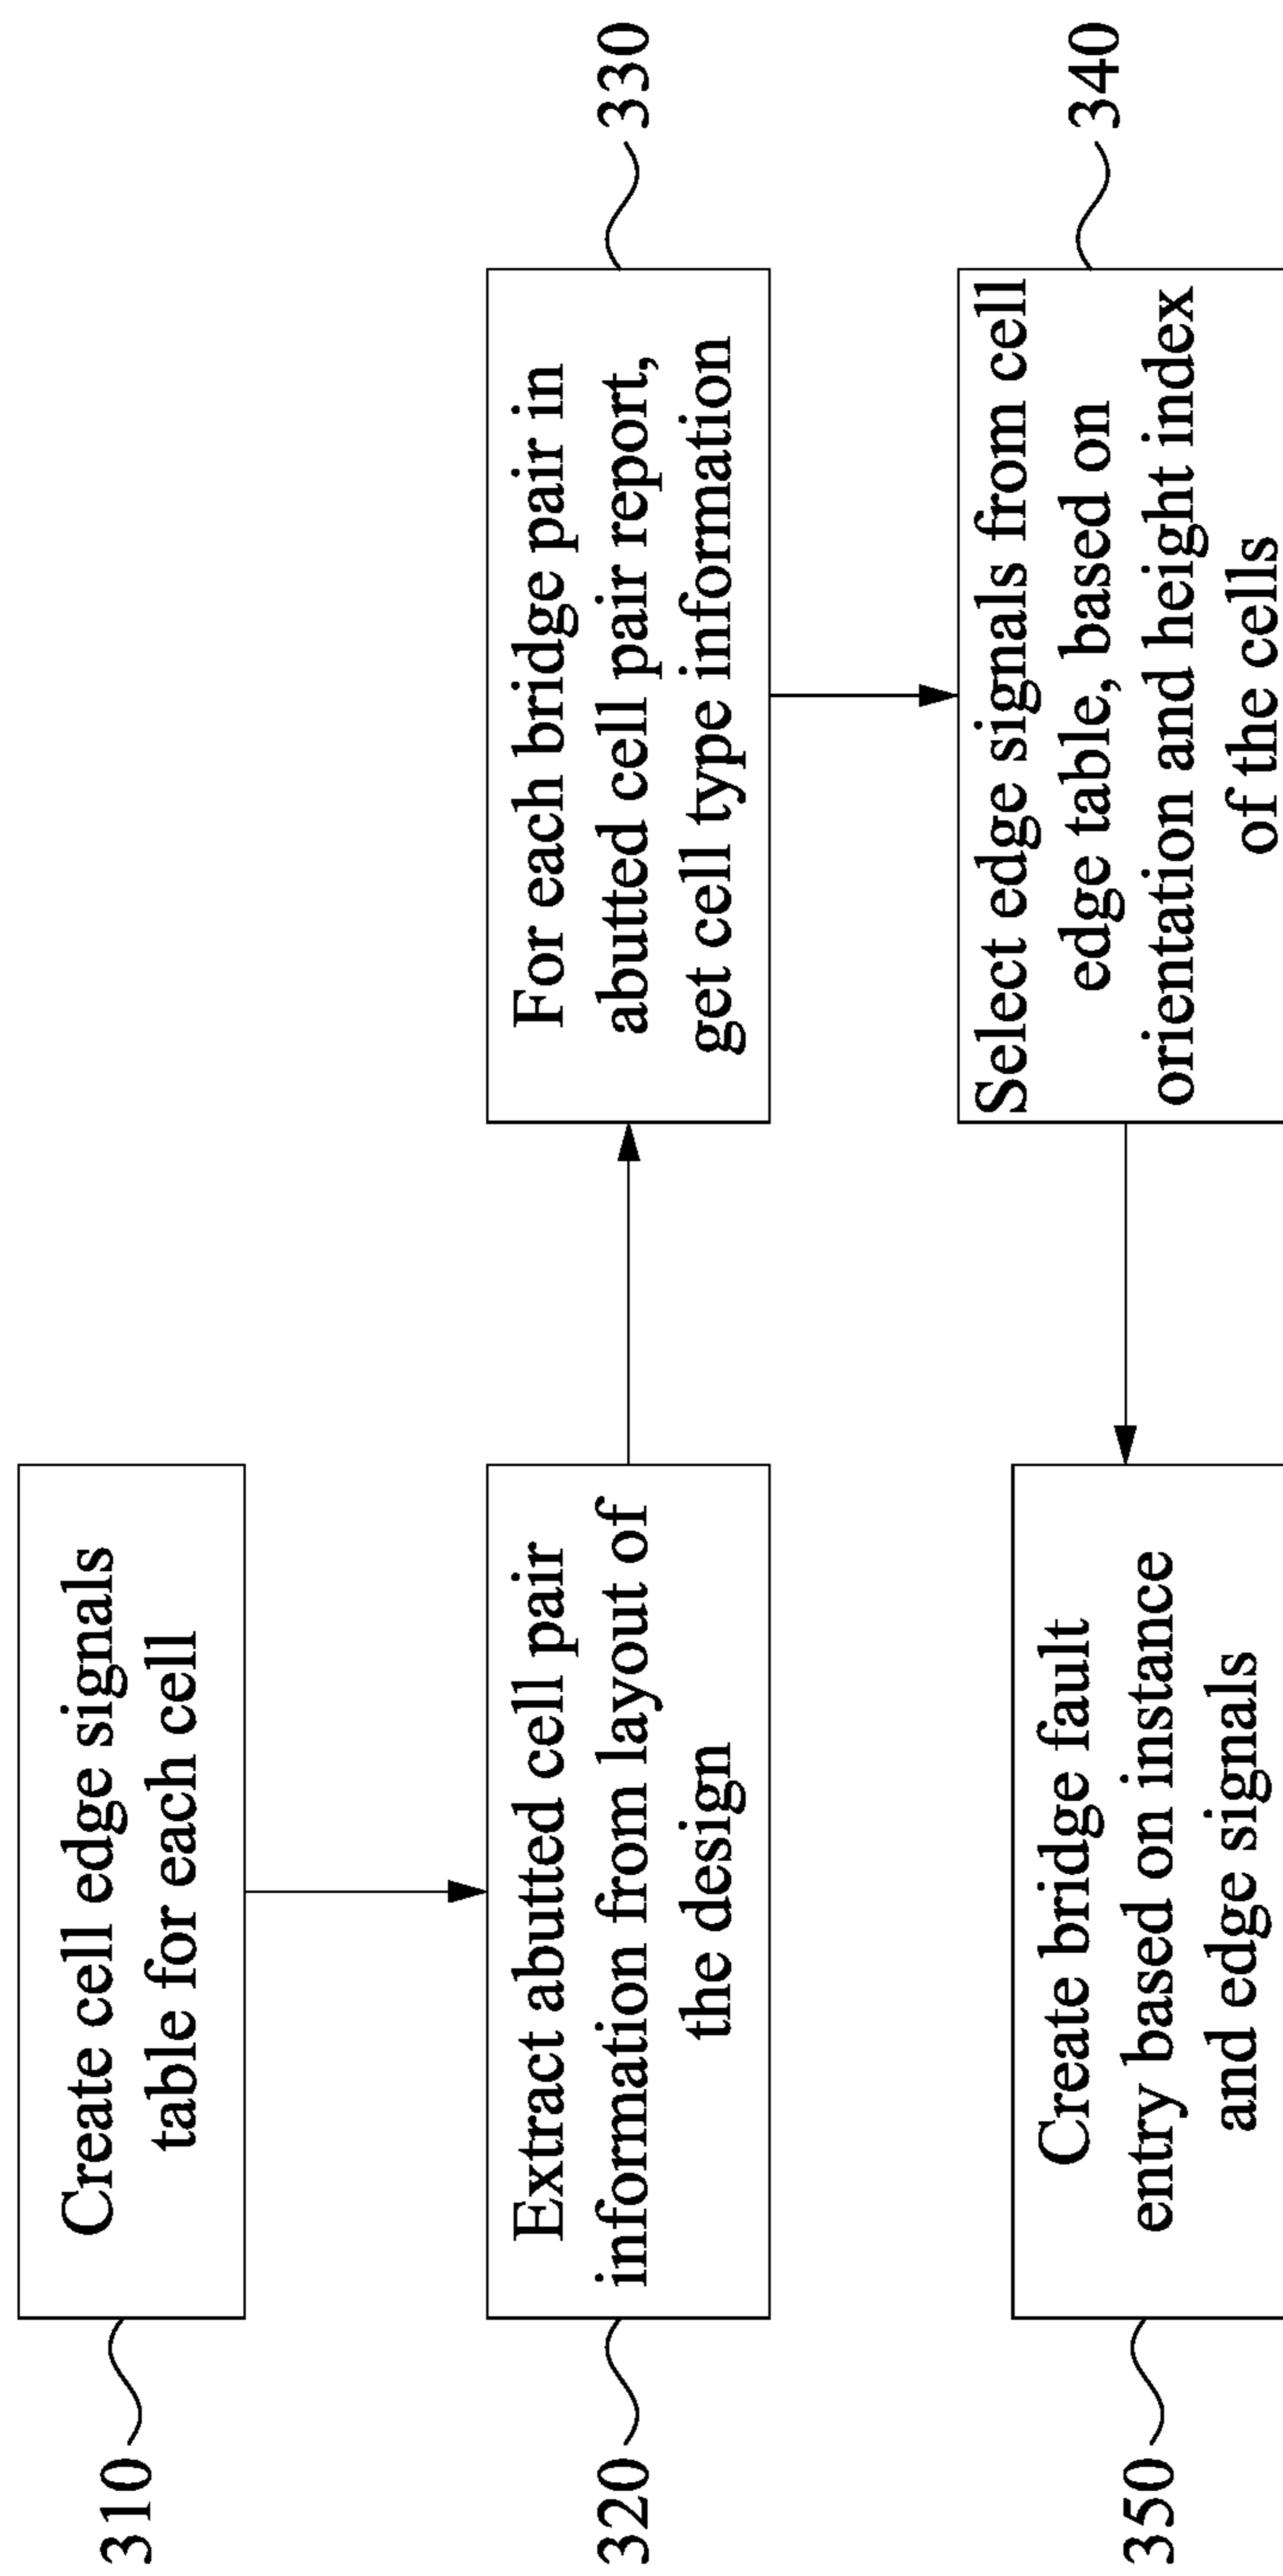 310
Create cell edge signals
table for each cell
320
Extract abutted cell pair
information from layout of
the design
330
For each bridge pair in
abutted cell pair report,
get cell type information
340
Select edge signals from cell
edge table, based on
orientation and height index
of the cells
350
Create bridge fault
entry based on instance
and edge signals